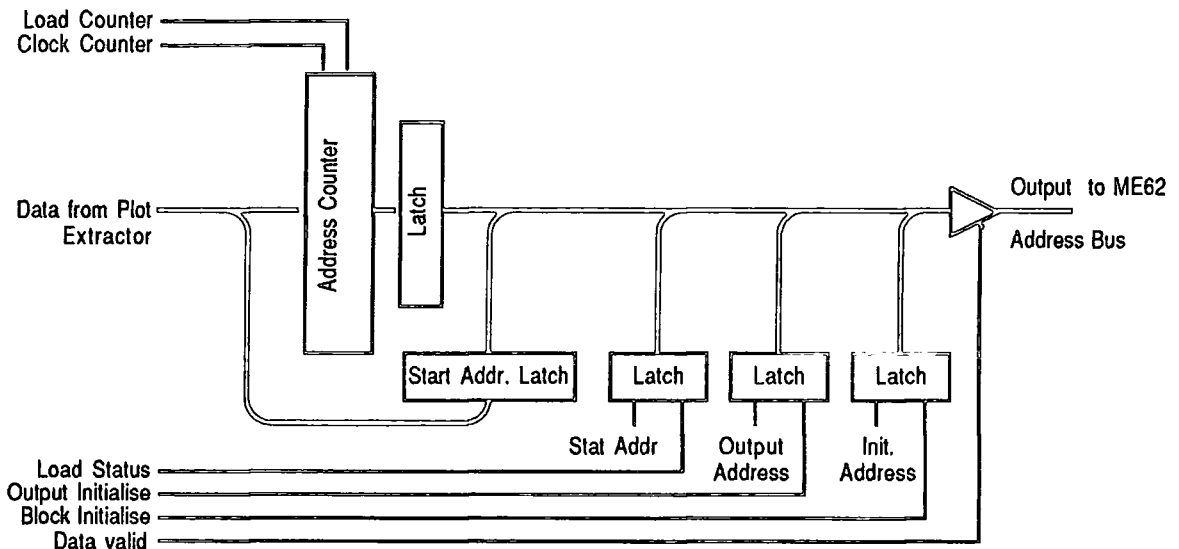 Load Counter
Clock Counter
Address Counter
Latch
Data from Plot
Extractor
Output to ME62
Address Bus
Start Addr. Latch
Latch
Latch
Latch
Stat Addr
Output
Address
Init.
Address
Load Status
Output Initialise
Block Initialise
Data valid